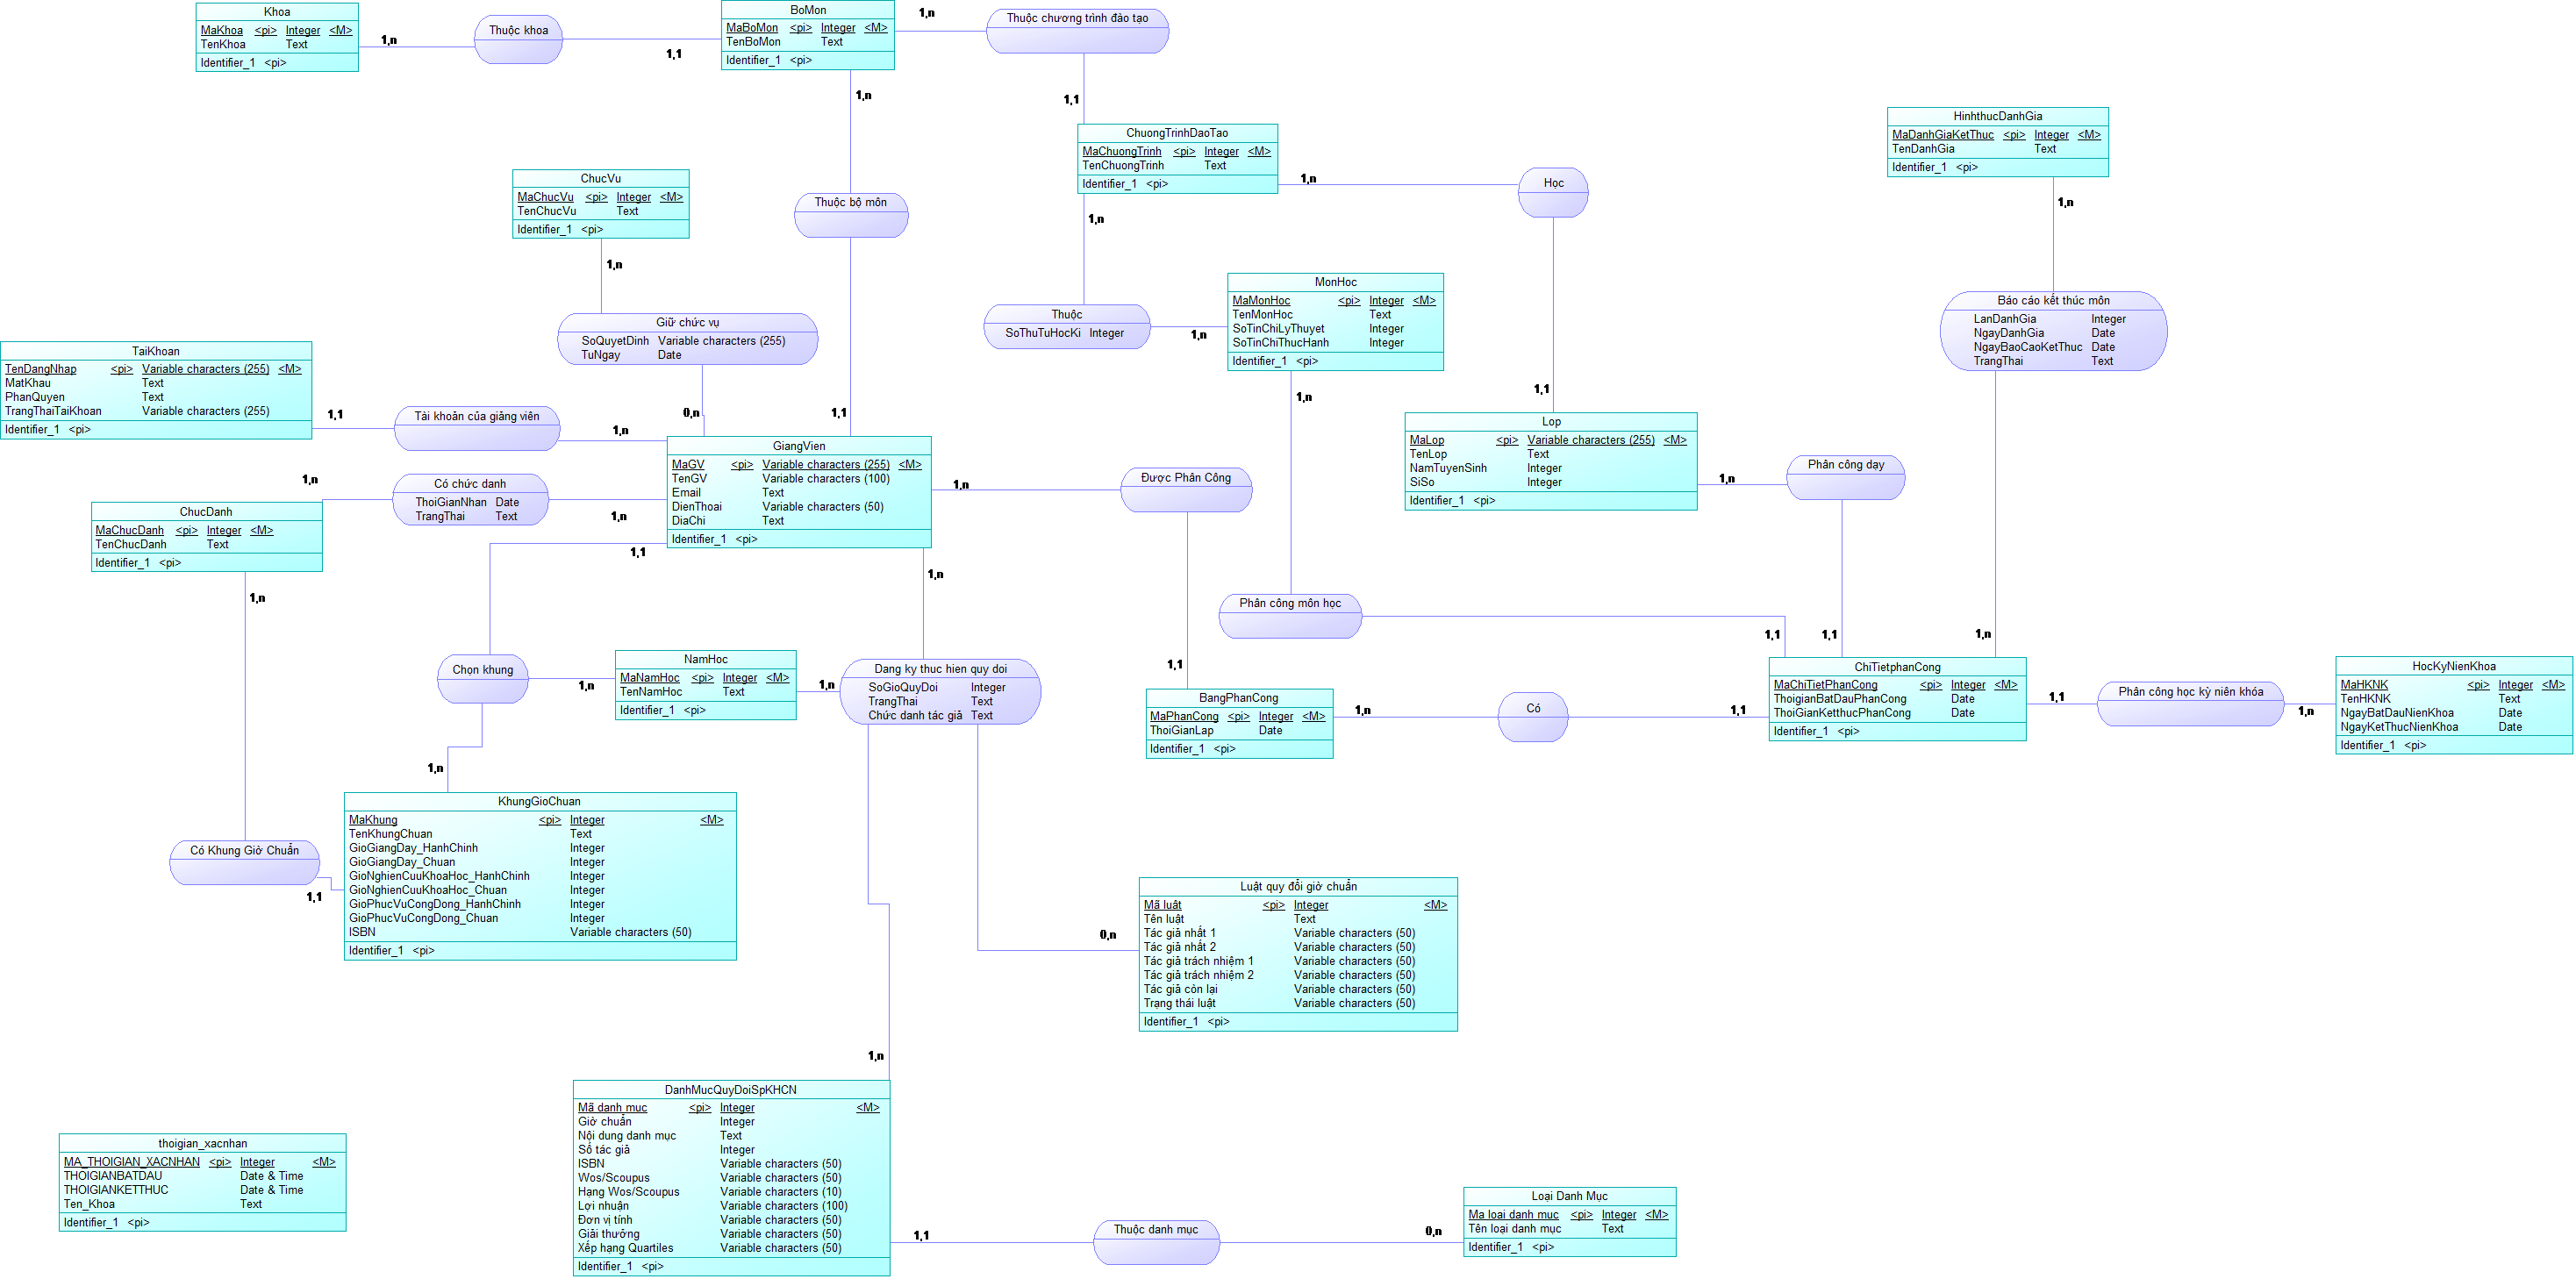 Khoa
MaKhoa <pi> Integer <M>
TenKhoa Text
Identifier_1 <pi>
1,n
Thuộc khoa
1,1
BoMon
MaBoMon <pi> Integer <M>
TenBoMon Text
Identifier_1 <pi>
1,n
Thuộc chương trình đào tạo
1,1
1,n
ChuongTrinhDaoTao
MaChuongTrinh <pi> Integer <M>
TenChuongTrinh Text
Identifier_1 <pi>
1,n
Học
1,n
HinhthucDanhGia
MaDanhGiaKetThuc <pi> Integer <M>
TenDanhGia Text
Identifier_1 <pi>
1,n
ChucVu
MaChucVu <pi> Integer <M>
TenChucVu Text
Identifier_1 <pi>
1,n
Thuộc bộ môn
1,1
Giữ chức vụ
SoQuyetDinh Variable characters (255)
TuNgay Date
0,n
Thuộc
SoThuTuHocKi Integer
1,n
MonHoc
MaMonHoc <pi> Integer <M>
TenMonHoc Text
SoTinChiLyThuyet Integer
SoTinChiThucHanh Integer
Identifier_1 <pi>
1,n
1,1
Báo cáo kết thúc môn
LanDanhGia Integer
NgayDanhGia Date
NgayBaoCaoKetThuc Date
TrangThai Text
1,n
TaiKhoan
TenDangNhap <pi> Variable characters (255) <M>
MatKhau Text
PhanQuyen Text
TrangThaiTaiKhoan Variable characters (255)
Identifier_1 <pi>
1,1
Tài khoản của giảng viên
1,n
GiangVien
MaGV <pi> Variable characters (255) <M>
TenGV Variable characters (100)
Email Text
DienThoai Variable characters (50)
DiaChi Text
Identifier_1 <pi>
1,n
Được Phân Công
1,1
Lop
MaLop <pi> Variable characters (255) <M>
TenLop Text
NamTuyenSinh Integer
SiSo Integer
Identifier_1 <pi>
1,n
Phân công dạy
1,1
1,n
Có chức danh
ThoiGianNhan Date
TrangThai Text
1,n
ChucDanh
MaChucDanh <pi> Integer <M>
TenChucDanh Text
Identifier_1 <pi>
1,n
1,1
1,n
Phân công môn học
1,1
Chọn khung
1,n
1,n
NamHoc
MaNamHoc <pi> Integer <M>
TenNamHoc Text
Identifier_1 <pi>
1,n
Dang ky thuc hien quy doi
SoGioQuyDoi Integer
TrangThai Text
Chức danh tác giả Text
BangPhanCong
MaPhanCong <pi> Integer <M>
ThoiGianLap Date
Identifier_1 <pi>
1,n
Có
1,1
ChiTietphanCong
MaChiTietPhanCong <pi> Integer <M>
ThoigianBatDauPhanCong Date
ThoiGianKetthucPhanCong Date
Identifier_1 <pi>
1,1
Phân công học kỳ niên khóa
1,n
HocKyNienKhoa
MaHKNK <pi> Integer <M>
TenHKNK Text
NgayBatDauNienKhoa Date
NgayKetThucNienKhoa Date
Identifier_1 <pi>
Có Khung Giờ Chuẩn
1,1
KhungGioChuan
MaKhung <pi> Integer <M>
TenKhungChuan Text
GioGiangDay_HanhChinh Integer
GioGiangDay_Chuan Integer
GioNghienCuuKhoaHoc_HanhChinh Integer
GioNghienCuuKhoaHoc_Chuan Integer
GioPhucVuCongDong_HanhChinh Integer
GioPhucVuCongDong_Chuan Integer
ISBN Variable characters (50)
Identifier_1 <pi>
0,n
Luật quy đổi giờ chuẩn
Mã luật <pi> Integer <M>
Tên luật Text
Tác giả nhất 1 Variable characters (50)
Tác giả nhất 2 Variable characters (50)
Tác giả trách nhiệm 1 Variable characters (50)
Tác giả trách nhiệm 2 Variable characters (50)
Tác giả còn lại Variable characters (50)
Trạng thái luật Variable characters (50)
Identifier_1 <pi>
1,n
DanhMucQuyDoiSpKHCN
Mã danh mục <pi> Integer <M>
Giờ chuẩn Integer
Nội dung danh mục Text
Số tác giả Integer
ISBN Variable characters (50)
Wos/Scoupus Variable characters (50)
Hạng Wos/Scoupus Variable characters (10)
Lợi nhuận Variable characters (100)
Đơn vị tính Variable characters (50)
Giải thưởng Variable characters (50)
Xếp hạng Quartiles Variable characters (50)
Identifier_1 <pi>
1,1
Thuộc danh mục
0,n
Loại Danh Mục
Ma loai danh muc <pi> Integer <M>
Tên loại danh mục Text
Identifier_1 <pi>
thoigian_xacnhan
MA_THOIGIAN_XACNHAN <pi> Integer <M>
THOIGIANBATDAU Date & Time
THOIGIANKETTHUC Date & Time
Ten_Khoa Text
Identifier_1 <pi>